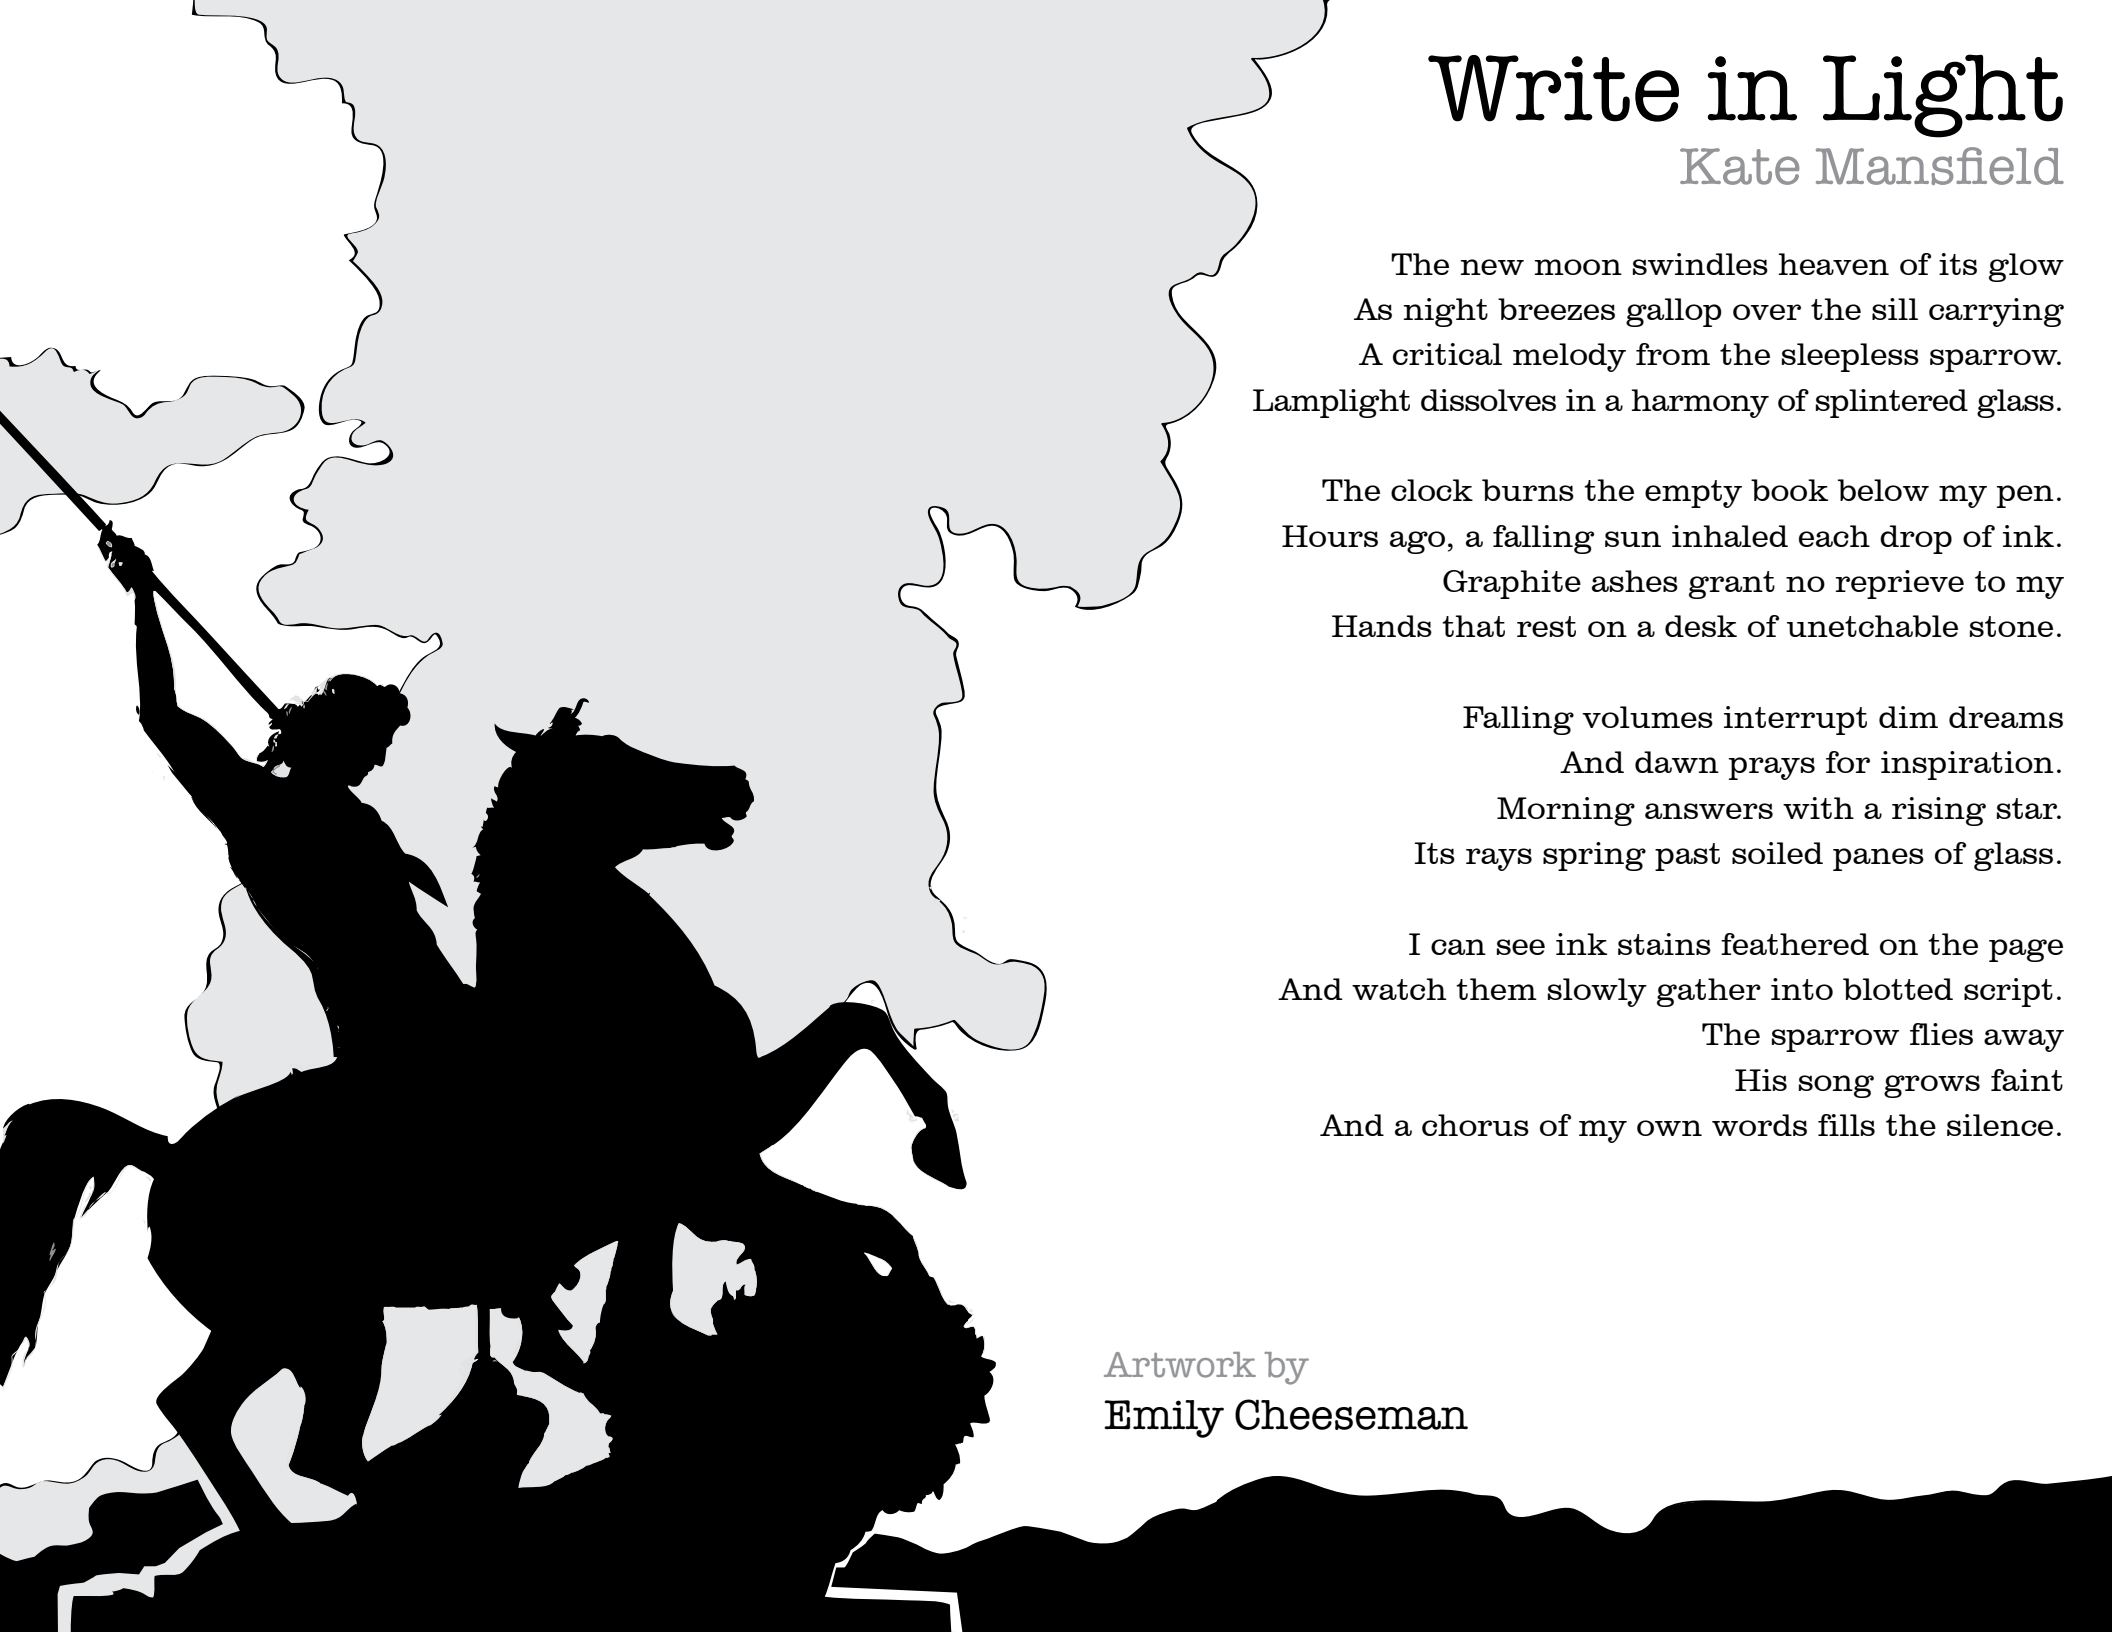 Write in Light
Kate Mansfield
The new moon swindles heaven of its glow
As night breezes gallop over the sill carrying
A critical melody from the sleepless sparrow.
Lamplight dissolves in a harmony of splintered glass.
The clock burns the empty book below my pen.
Hours ago, a falling sun inhaled each drop of ink.
Graphite ashes grant no reprieve to my
Hands that rest on a desk of unetchable stone.
Falling volumes interrupt dim dreams
And dawn prays for inspiration.
Morning answers with a rising star.
Its rays spring past soiled panes of glass.
I can see ink stains feathered on the page
And watch them slowly gather into blotted script.
The sparrow flies away
His song grows faint
And a chorus of my own words fills the silence.
Artwork by
Emily Cheeseman